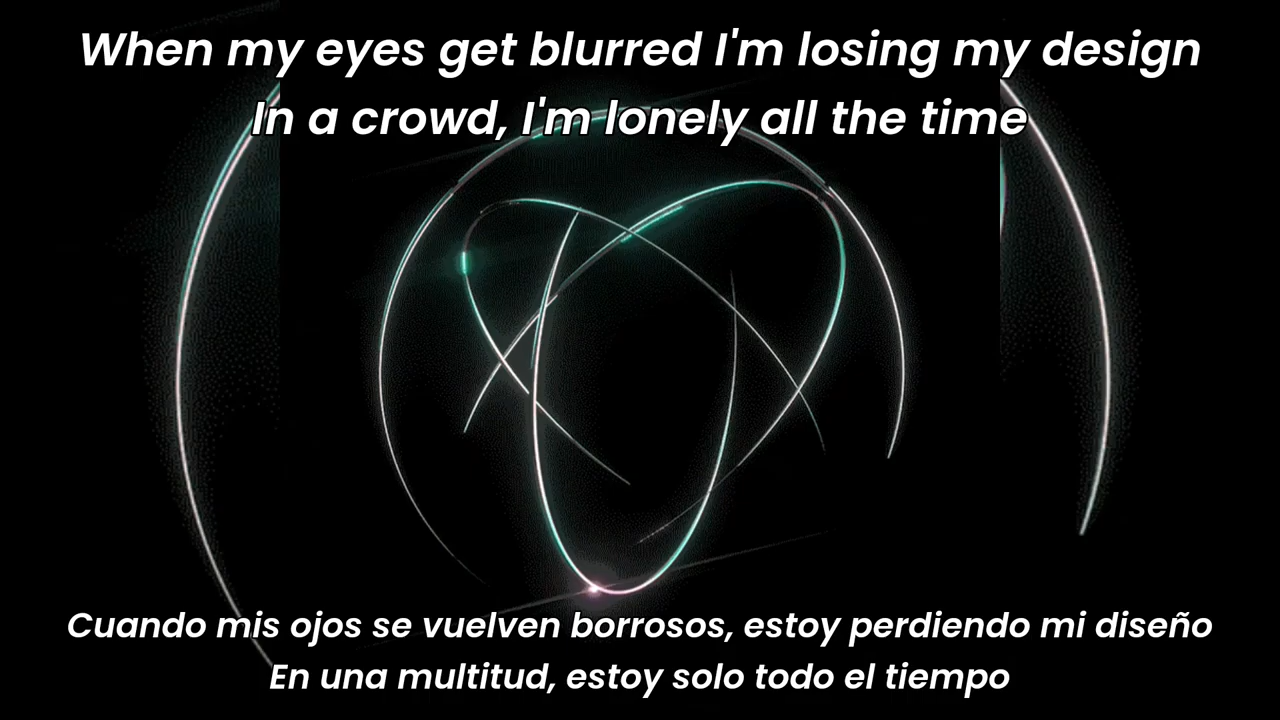 When my eyes get blurred I'm losing my design
In a crowd, I'm lonely all the time
Cuando mis ojos se vuelven borrosos, estoy perdiendo mi diseño
En una multitud, estoy solo todo el tiempo